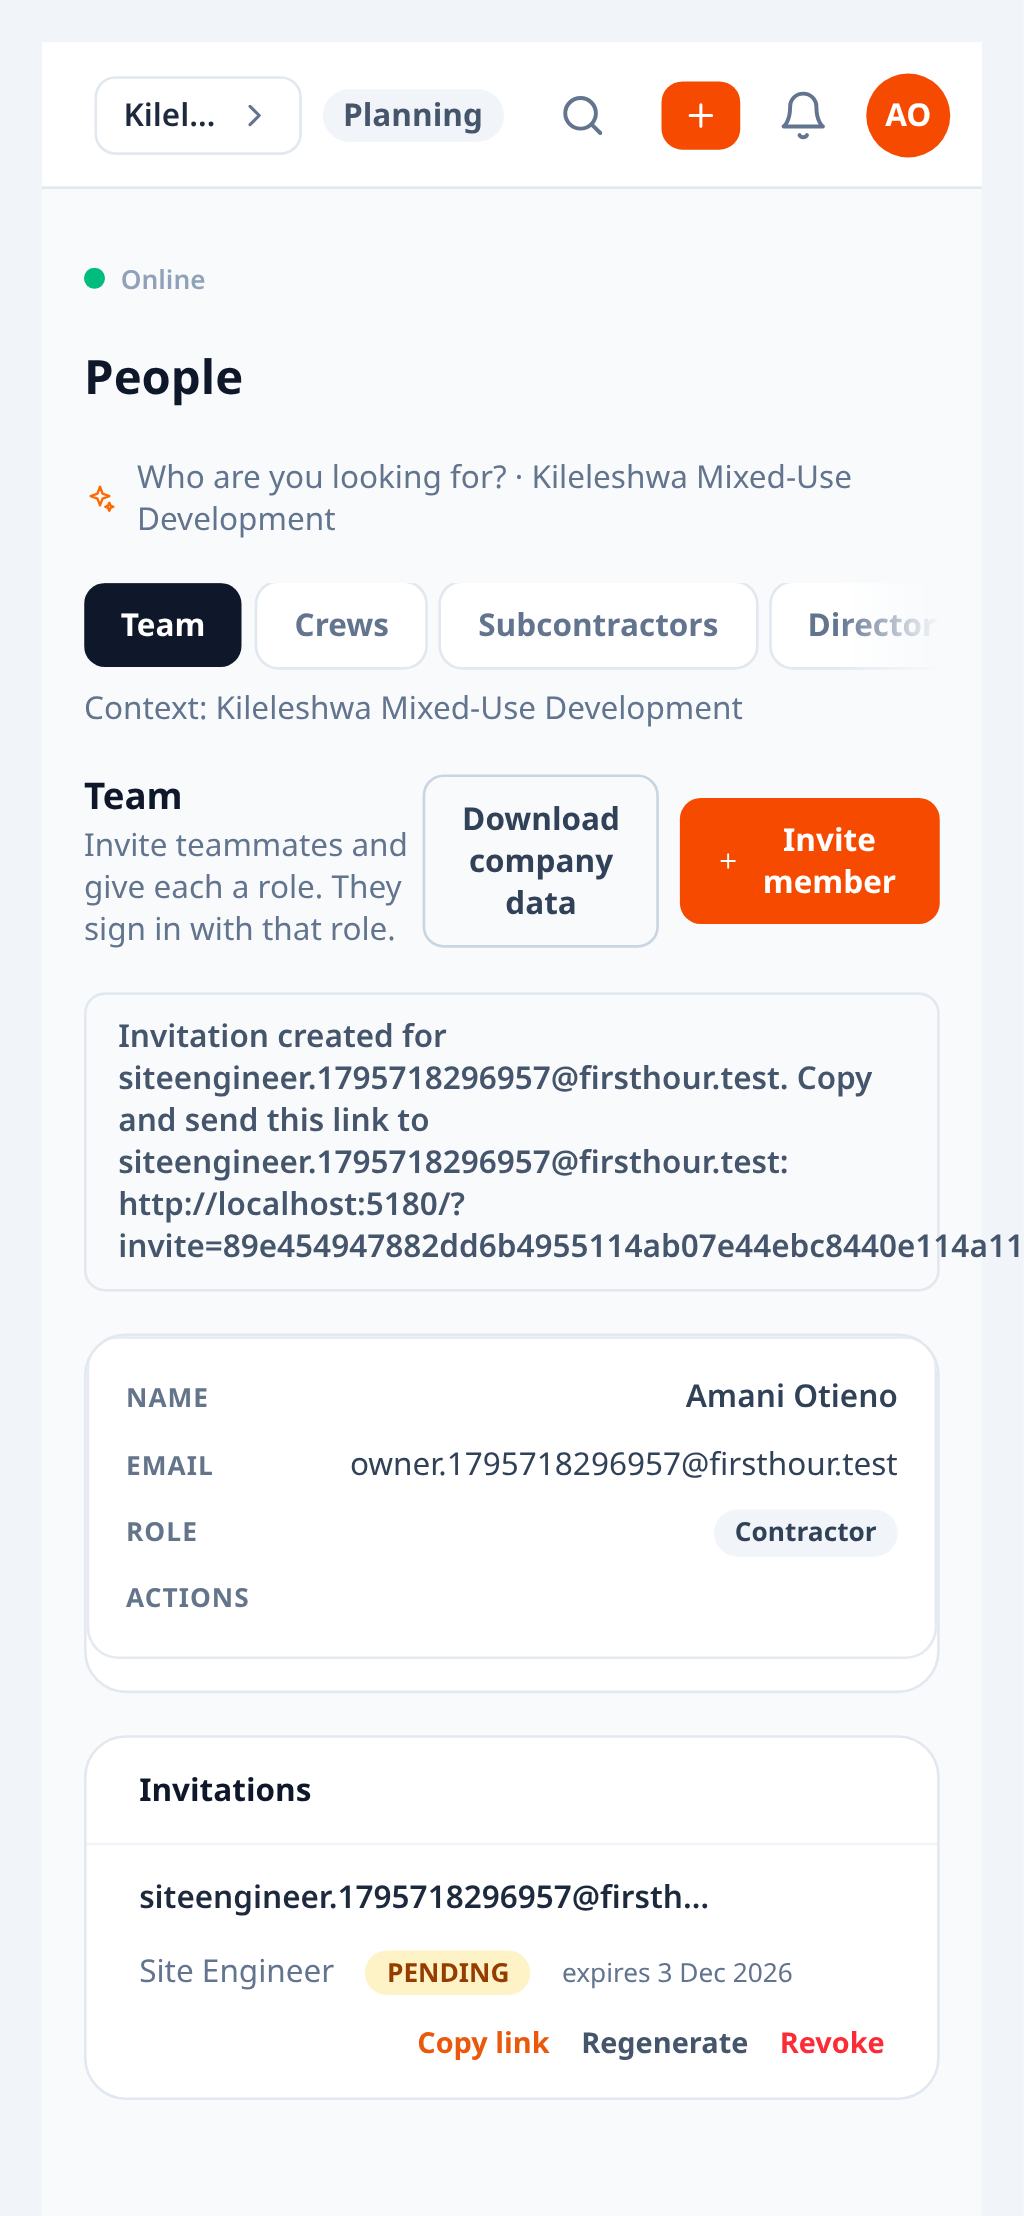 Kilel...
Planning
AO
Online
People
Who are you looking for? · Kileleshwa Mixed-Use
Development
Team
Crews
Subcontractors
Director
Context: Kileleshwa Mixed-Use Development
Team
Invite teammates and
give each a role. They
sign in with that role.
Download
company
data
Invite
member
Invitation created for
siteengineer.1795718296957@firsthour.test. Copy
and send this link to
siteengineer.1795718296957@firsthour.test:
http://localhost:5180/?
invite=89e454947882dd6b4955114ab07e44ebc8440e114a11
NAME
Amani Otieno
EMAIL
owner.1795718296957@firsthour.test
ROLE
Contractor
ACTIONS
Invitations
siteengineer.1795718296957@firsth...
Site Engineer
PENDING
expires 3 Dec 2026
Copy link
Regenerate
Revoke